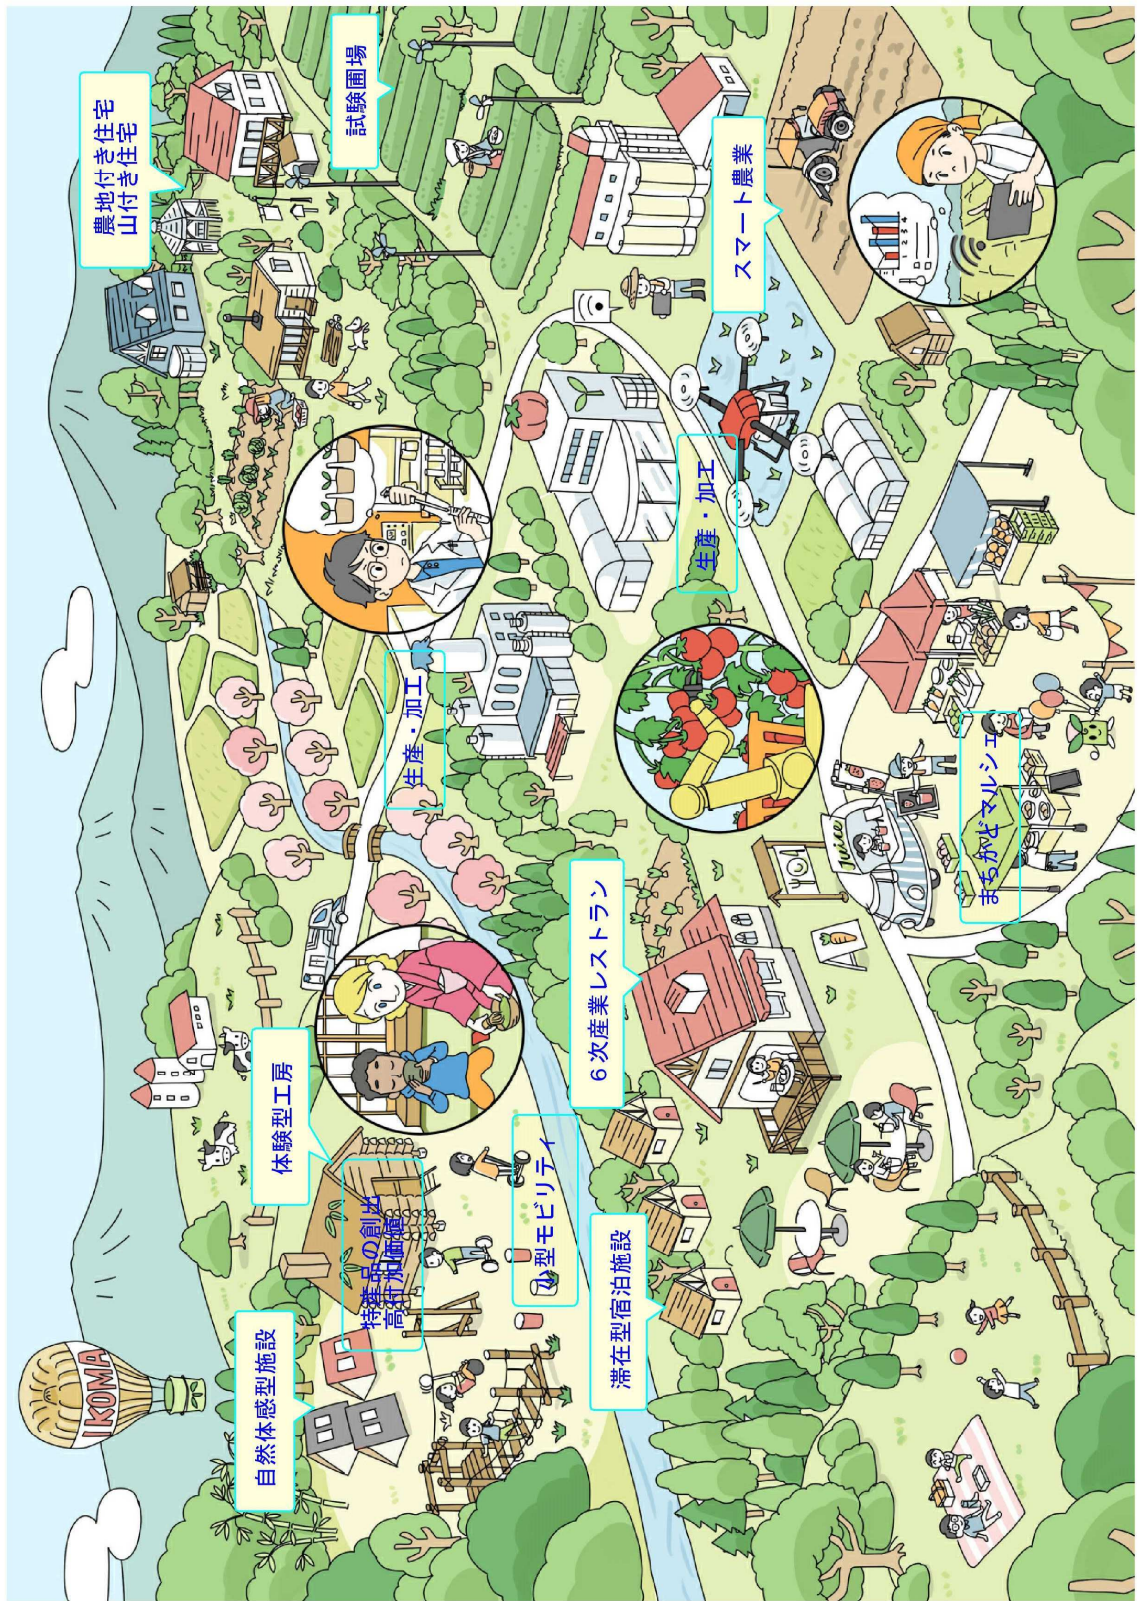 IKOMA
自然体感型施設
体験型工房
農地付き住宅
山付き住宅
試験圃場
特産品の創出
高付加価値
生産・加工
小型モビリティ
6次産業レストラン
滞在型宿泊施設
生産・加工
スマート農業
1 2 3 4
Juice
まちかどマルシェ